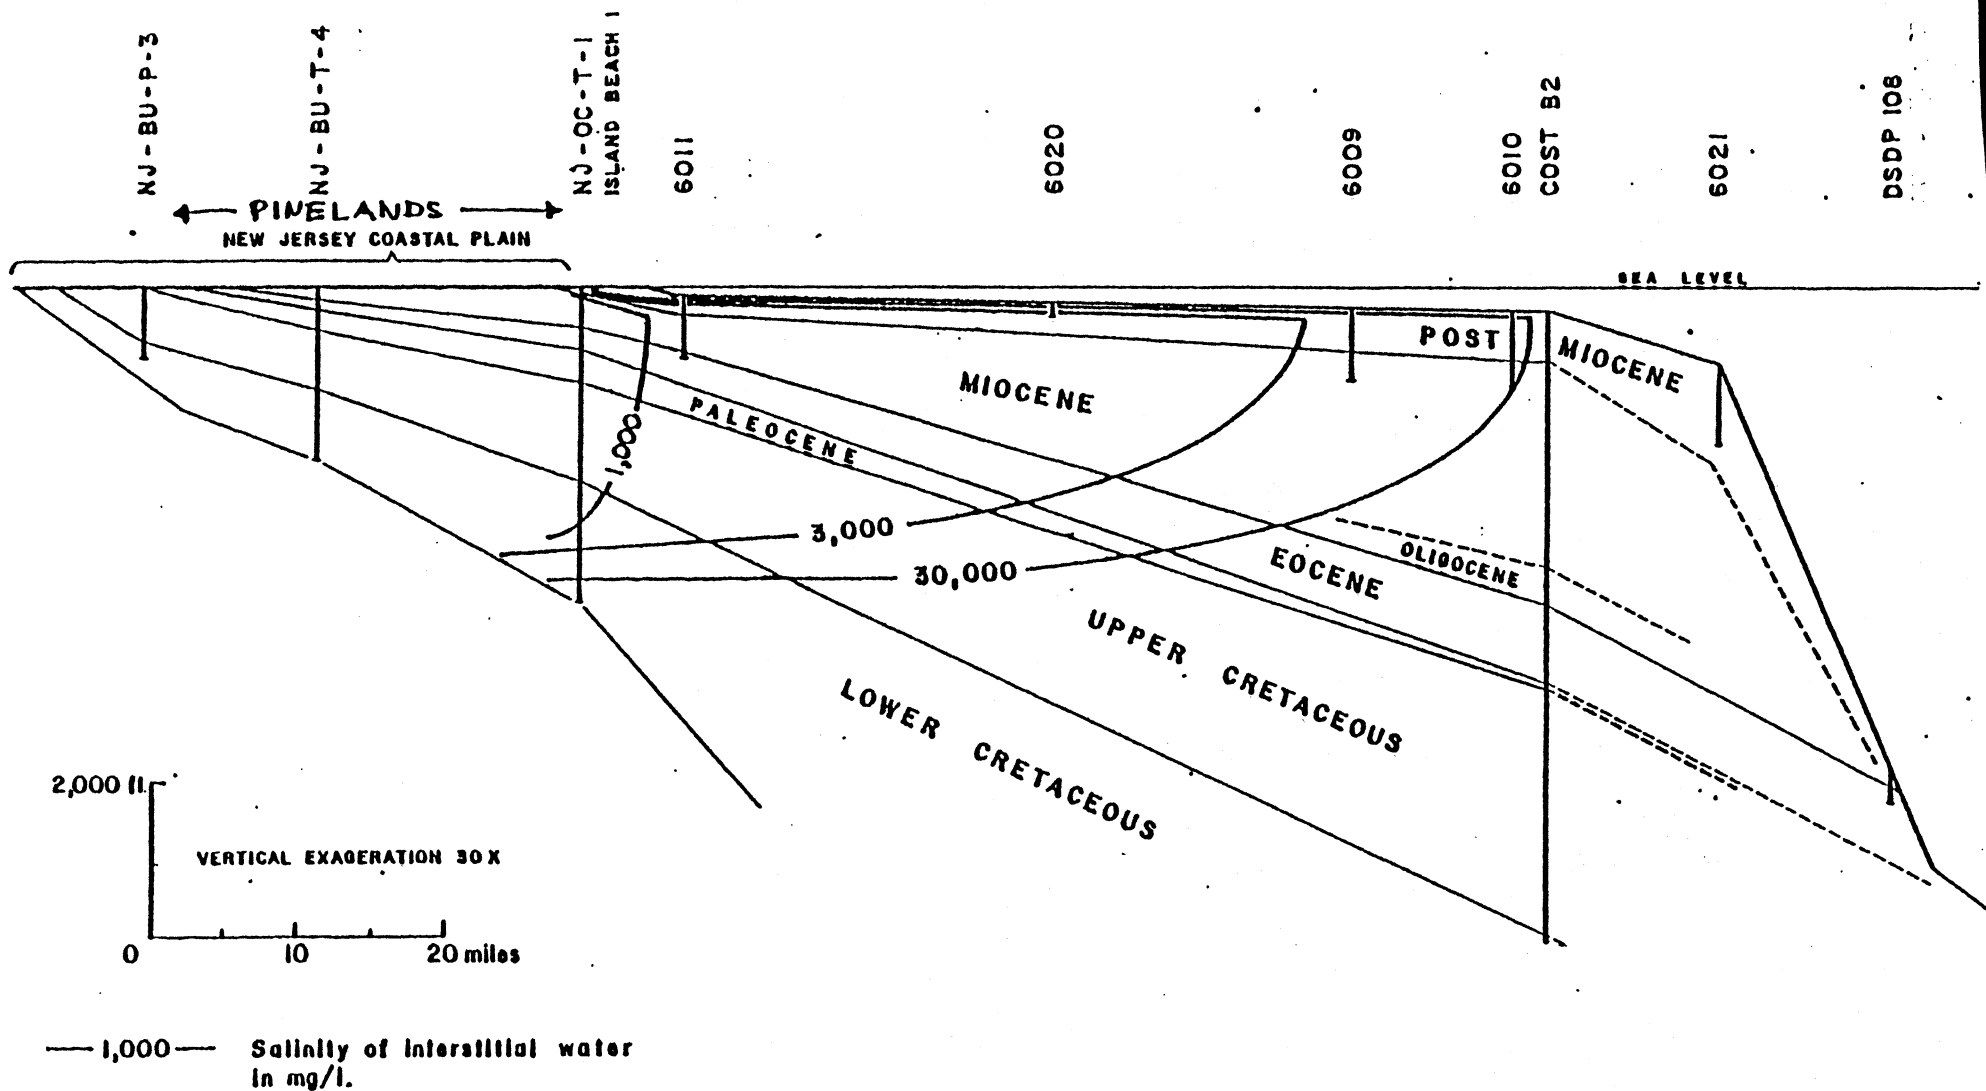 NJ-BU-P-3
NJ-BU-T-4
NJ-OC-T-1
ISLAND BEACH 1
6011
6020
6009
6010
COST B2
6021
DSDP 108
PINELANDS
NEW JERSEY COASTAL PLAIN
SEA LEVEL
POST MIOCENE
MIOCENE
PALEOCENE
1,000
3,000
30,000
OLIGOCENE
EOCENE
UPPER CRETACEOUS
LOWER CRETACEOUS
2,000 ft.
VERTICAL EXAGERATION 30X
0 10 20 miles
1,000 Salinity of interstitial water
in mg/l.